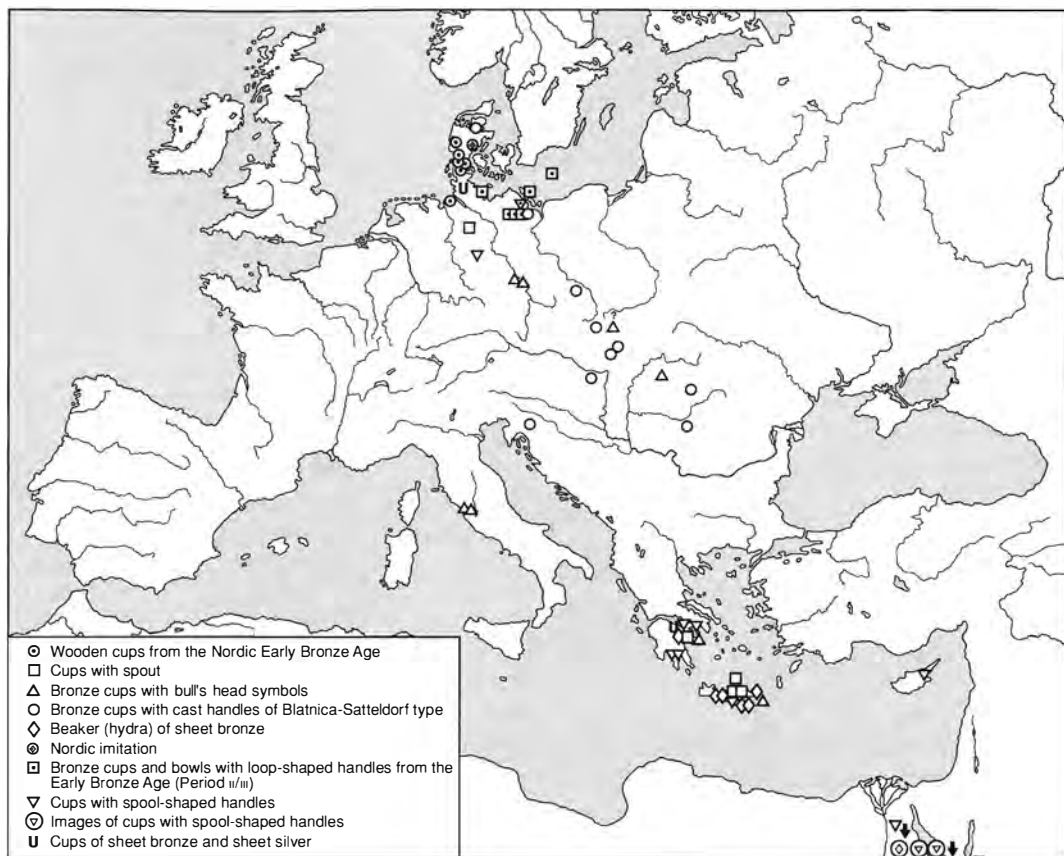 Wooden cups from the Nordic Early Bronze Age
Cups with spout
Bronze cups with bull's head symbols
Bronze cups with cast handles of Blatnica-Satteldorf type
Beaker (hydra) of sheet bronze
Nordic imitation
Bronze cups and bowls with loop-shaped handles from the
Early Bronze Age (Period II/III)
Cups with spool-shaped handles
Images of cups with spool-shaped handles
U Cups of sheet bronze and sheet silver